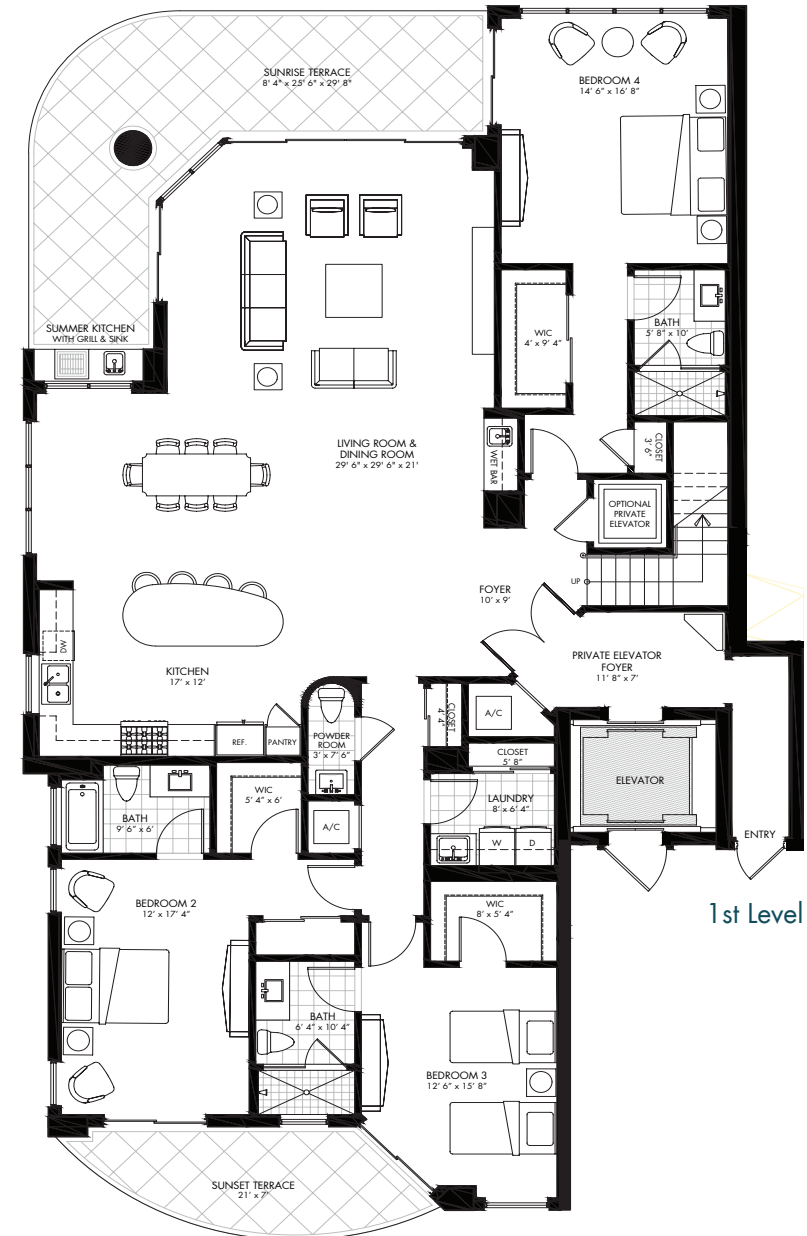 SUNRISE TERRACE
8' 4" x 25' 6" x 29' 8"
BEDROOM 4
14' 6" x 16' 8"
SUMMER KITCHEN
WITH GRILL & SINK
WIC
4' x 9' 4"
BATH
5' 8" x 10'
LIVING ROOM &
DINING ROOM
29' 6" x 29' 6 x 21'
WET BAR
CLOSET
3' 6"
OPTIONAL
PRIVATE
ELEVATOR
UP
FOYER
10' x 9'
DW
KITCHEN
17' x 12'
PRIVATE ELEVATOR
FOYER
11' 8" x 7'
REF.
PANTRY
POWDER
ROOM
3' x 7' 6"
CLOSET
4' 4"
A/C
CLOSET
5' 8"
ELEVATOR
BATH
9' 6" x 6'
WIC
5' 4" x 6'
A/C
LAUNDRY
8' x 6' 4"
W
D
ENTRY
BEDROOM 2
12' x 17' 4"
WIC
8' x 5' 4"
1st Level
BATH
6' 4" x 10' 4"
BEDROOM 3
12' 6" x 15' 8"
SUNSET TERRACE
21' x 7'